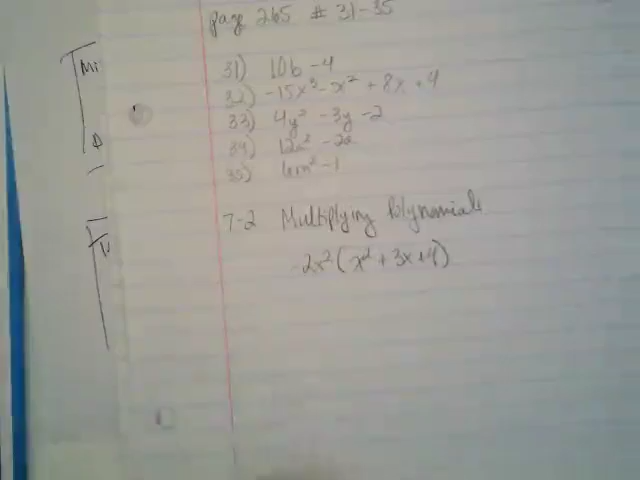 page 265 # 31-35
31) 10b - 4
32) -15x³ - x² + 8x + 4
33) 4y² - 3y - 2
34) 12a² - 2a
35) 6m² - 1
7-2 Multiplying Polynomials
-2x² (x² + 3x + 4)
Mi